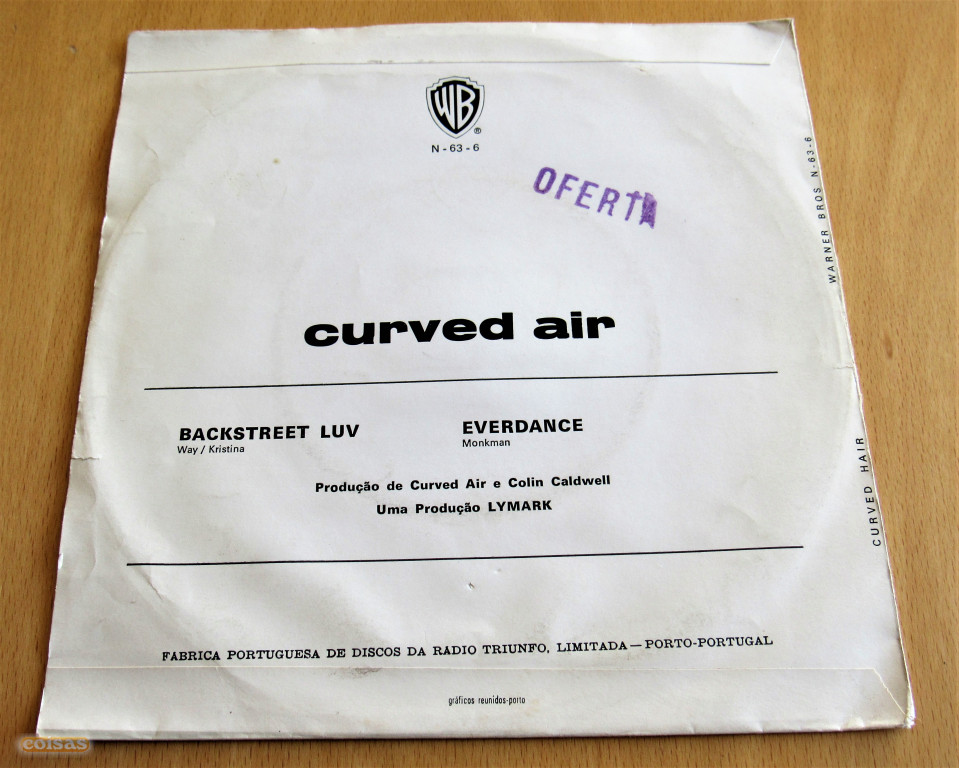 WB
®
N-63-6
OFERTA
curved air
BACKSTREET LUV
Way / Kristina
EVERDANCE
Monkman
Produção de Curved Air e Colin Caldwell
Uma Produção LYMARK
FABRICA PORTUGUESA DE DISCOS DA RADIO TRIUNFO, LIMITADA — PORTO-PORTUGAL
gráficos reunidos-porto
WARNER BROS N-63-6
CURVED HAIR
coisas